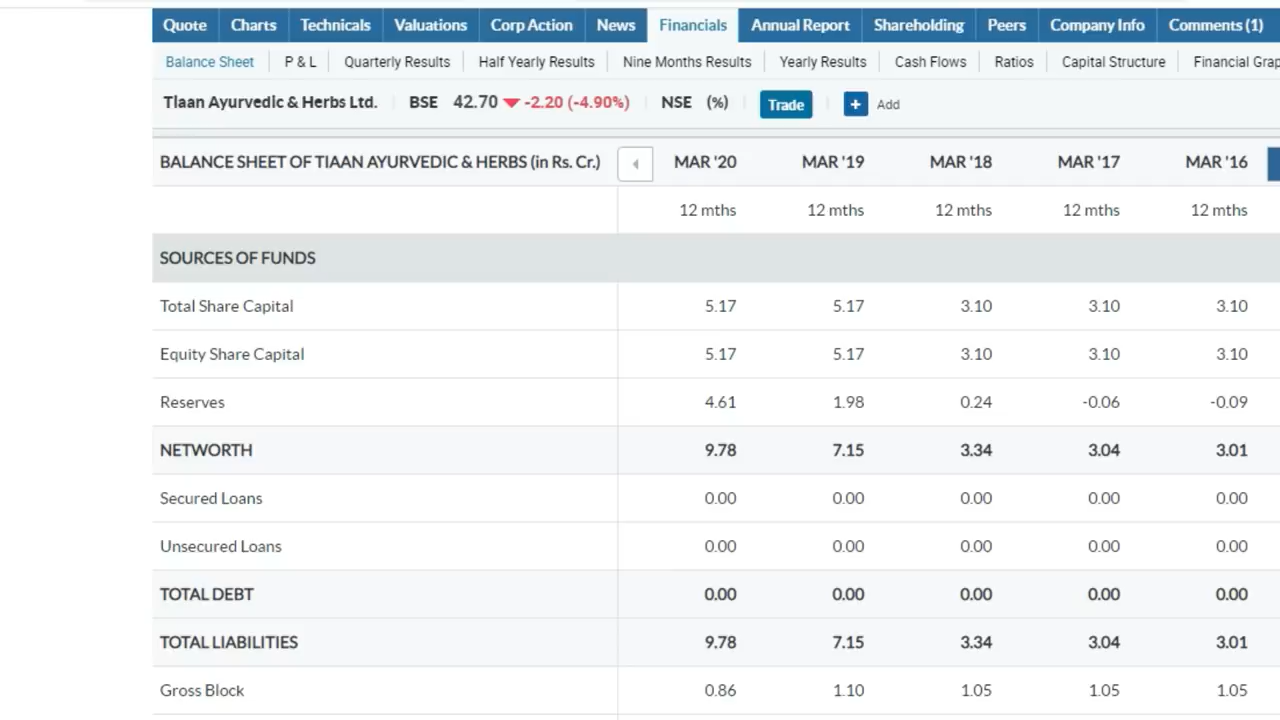 Quote Charts Technicals Valuations Corp Action News Financials Annual Report Shareholding Peers Company Info Comments (1)
Balance Sheet P & L Quarterly Results Half Yearly Results Nine Months Results Yearly Results Cash Flows Ratios Capital Structure Financial Grap
TIaan Ayurvedic & Herbs Ltd. BSE 42.70 -2.20 (-4.90%) NSE (%) Trade + Add
BALANCE SHEET OF TIAAN AYURVEDIC & HERBS (in Rs. Cr.) MAR '20 MAR '19 MAR '18 MAR '17 MAR '16
12 mths 12 mths 12 mths 12 mths 12 mths
SOURCES OF FUNDS
Total Share Capital 5.17 5.17 3.10 3.10 3.10
Equity Share Capital 5.17 5.17 3.10 3.10 3.10
Reserves 4.61 1.98 0.24 -0.06 -0.09
NETWORTH 9.78 7.15 3.34 3.04 3.01
Secured Loans 0.00 0.00 0.00 0.00 0.00
Unsecured Loans 0.00 0.00 0.00 0.00 0.00
TOTAL DEBT 0.00 0.00 0.00 0.00 0.00
TOTAL LIABILITIES 9.78 7.15 3.34 3.04 3.01
Gross Block 0.86 1.10 1.05 1.05 1.05